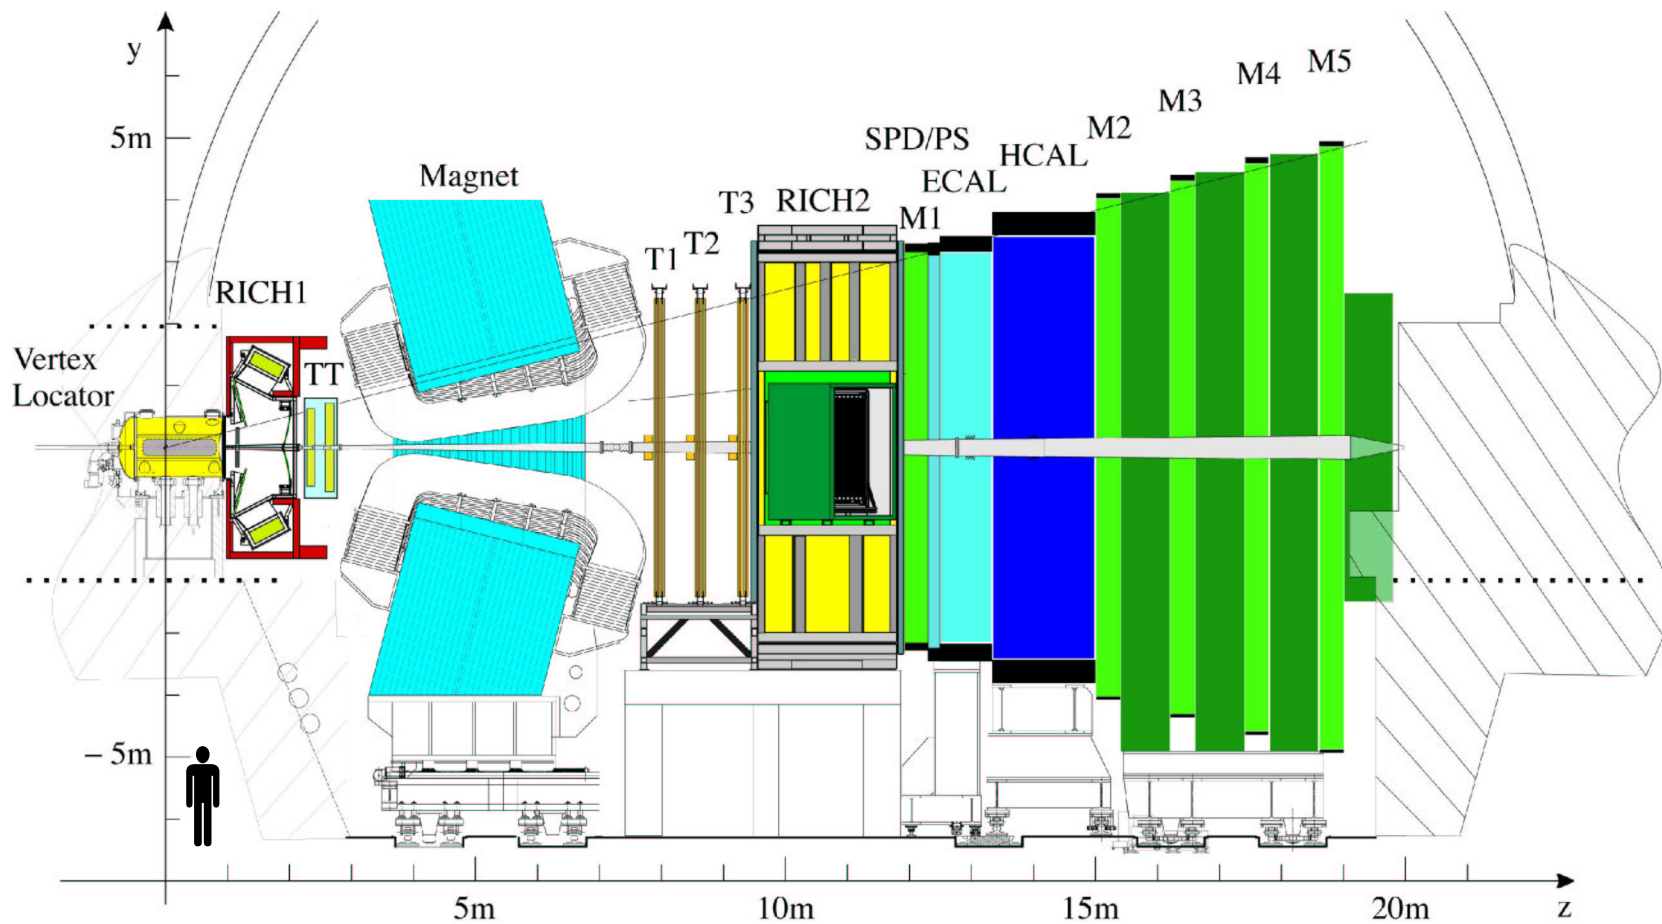 y
5m
Magnet
RICH1
Vertex
Locator
TT
T1
T2
T3
RICH2
M1
SPD/PS
ECAL
HCAL
M2
M3
M4
M5
– 5m
5m
10m
15m
20m
z